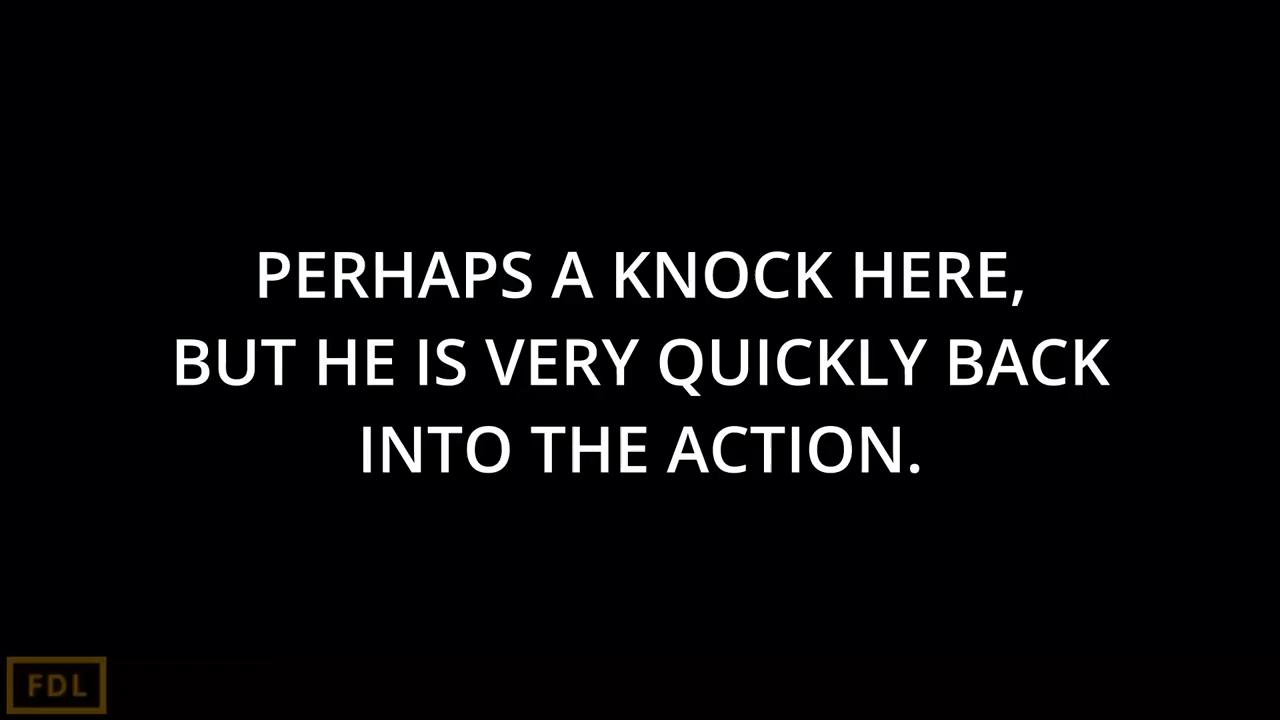 PERHAPS A KNOCK HERE,
BUT HE IS VERY QUICKLY BACK
INTO THE ACTION.
FDL